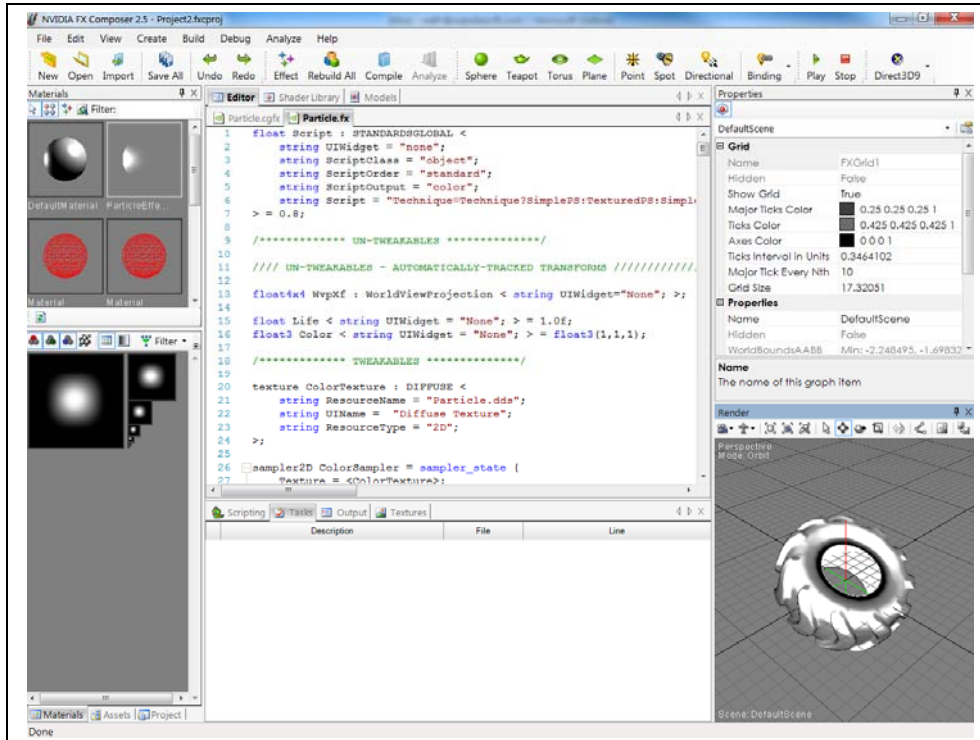 NVIDIA FX Composer 2.5 - Project2.fxcproj
File Edit View Create Build Debug Analyze Help
New Open Import Save All Undo Redo Effect Rebuild All Compile Analyze Sphere Teapot Torus Plane Point Spot Directional Binding Play Stop Direct3D9
Materials
Filter:
DefaultMaterial ParticleEffe...
Material Material
Filter
Materials Assets Project
Done
Editor Shader Library Models
Particle.cgfx Particle.fx
1 float Script : STANDARDSGLOBAL <
2 string UIWidget = "none";
3 string ScriptClass = "object";
4 string ScriptOrder = "standard";
5 string ScriptOutput = "color";
6 string Script = "Technique=Technique?SimplePS:TexturedPS:Simpl
7 > = 0.8;
8
9 /************* UN-TWEAKABLES **************/
10
11 //// UN-TWEAKABLES - AUTOMATICALLY-TRACKED TRANSFORMS ////////////
12
13 float4x4 WvpXf : WorldViewProjection < string UIWidget="None"; >;
14
15 float Life < string UIWidget = "None"; > = 1.0f;
16 float3 Color < string UIWidget = "None"; > = float3(1,1,1);
17
18 /************* TWEAKABLES **************/
19
20 texture ColorTexture : DIFFUSE <
21 string ResourceName = "Particle.dds";
22 string UIName = "Diffuse Texture";
23 string ResourceType = "2D";
24 >;
25
26 sampler2D ColorSampler = sampler_state {
27 Texture = <ColorTexture>;
Scripting Tasks Output Textures
Description File Line
Properties
DefaultScene
Grid
Name FXGrid1
Hidden False
Show Grid True
Major Ticks Color 0.25 0.25 0.25 1
Ticks Color 0.425 0.425 0.425 1
Axes Color 0 0 0 1
Ticks Interval in Units 0.3464102
Major Tick Every Nth 10
Grid Size 17.32051
Properties
Name DefaultScene
Hidden False
WorldBoundsAABB Min: -2.248495, -1.69832
Name
The name of this graph item
Render
Perspective
Mode: Orbit
Scene: DefaultScene